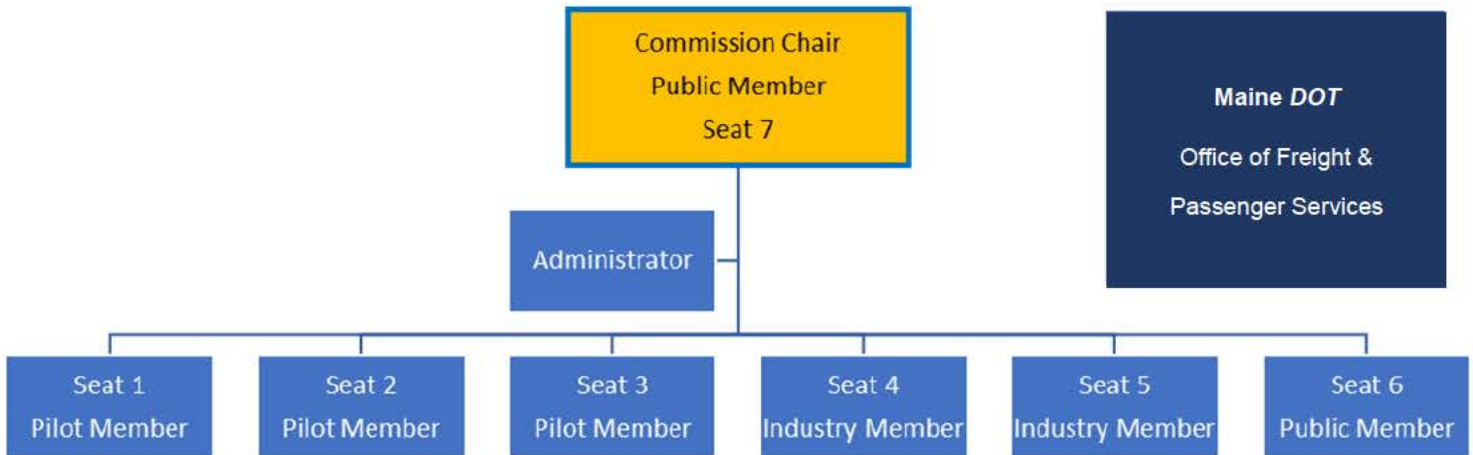 Commission Chair
Public Member
Seat 7
Maine DOT
Office of Freight &
Passenger Services
Administrator
Seat 1
Pilot Member
Seat 2
Pilot Member
Seat 3
Pilot Member
Seat 4
Industry Member
Seat 5
Industry Member
Seat 6
Public Member